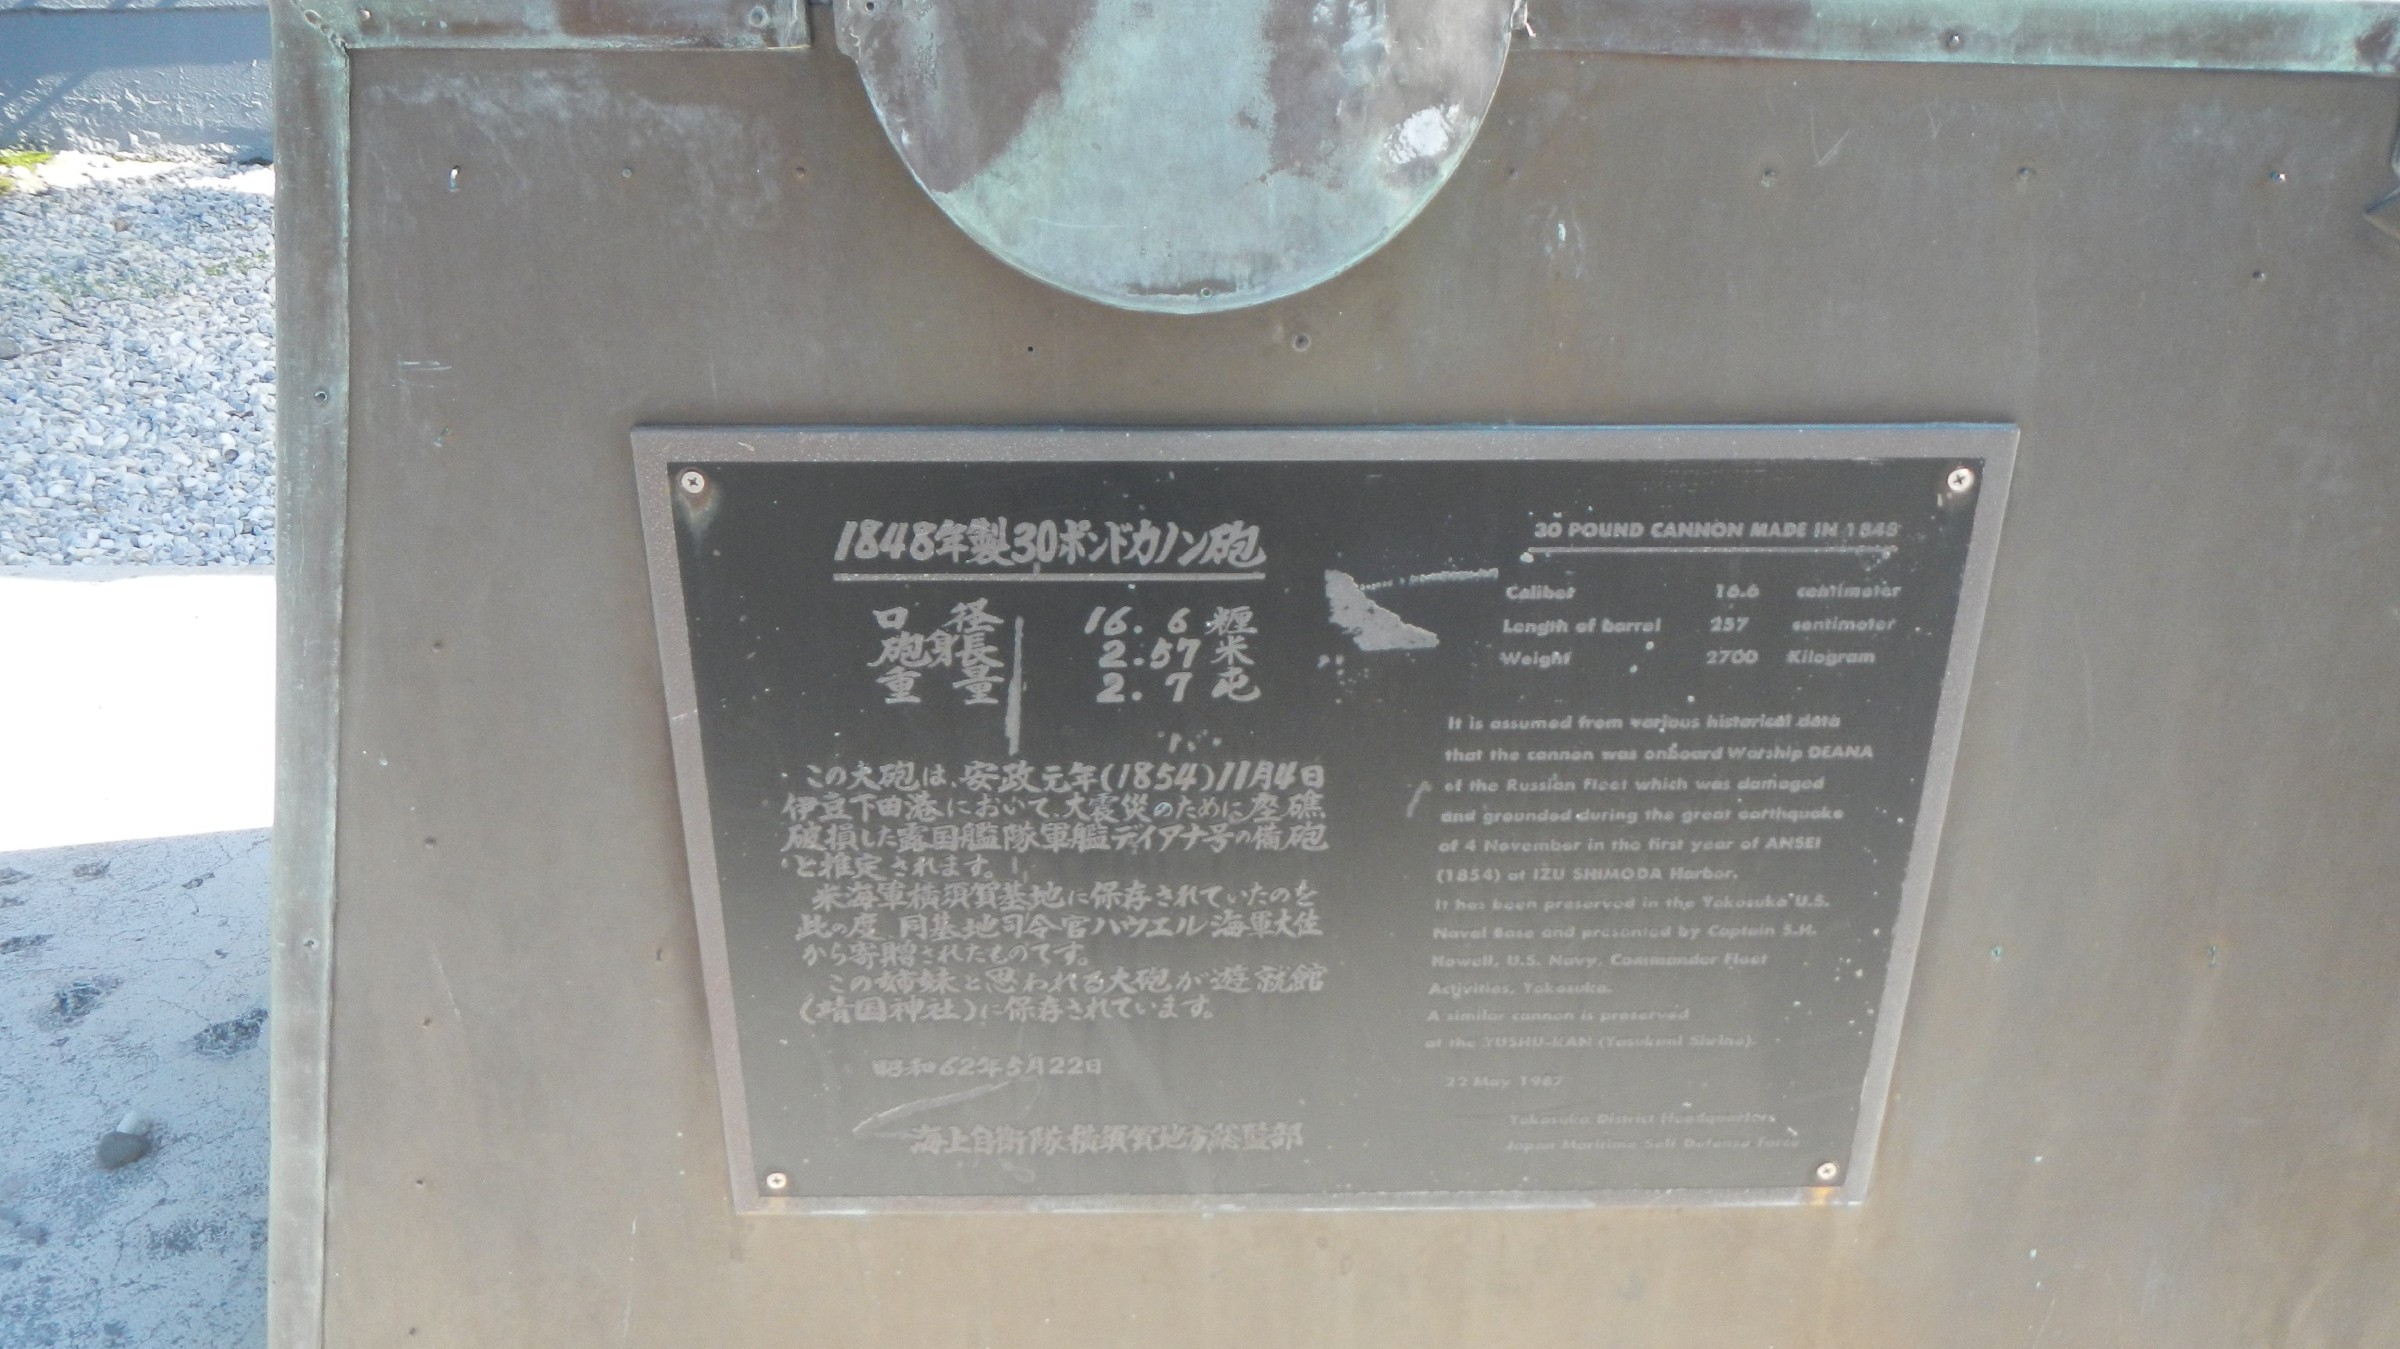 1848年製30ポンドカノン砲
口径 16.6糎
砲身長 2.57米
重量 2.7屯
この大砲は、安政元年(1854)11月4日
伊豆下田港において、大震災のために座礁
破損した露国艦隊軍艦デイアナ号の備砲
と推定されます。
米海軍横須賀基地に保存されていたのを
此の度、同基地司令官ハウエル海軍大佐
から寄贈されたものです。
この姉妹と思われる大砲が遊就館
(靖国神社)に保存されています。
昭和62年5月22日
海上自衛隊横須賀地方総監部
30 POUND CANNON MADE IN 1848
Caliber 16.6 centimeter
Length of barrel 257 centimeter
Weight 2700 Kilogram
It is assumed from various historical data
that the cannon was onboard Warship DEANA
of the Russian Fleet which was damaged
and grounded during the great earthquake
of 4 November in the first year of ANSEI
(1854) at IZU SHIMODA Harbor.
It has been preserved in the Yokosuka U.S.
Naval Base and presented by Captain S.H.
Howell, U.S. Navy, Commander Fleet
Activities, Yokosuka.
A similar cannon is preserved
at the YUSHU-KAN (Yasukuni Shrine).
22 May 1987
Yokosuka District Headquarters
Japan Maritime Self Defense Force